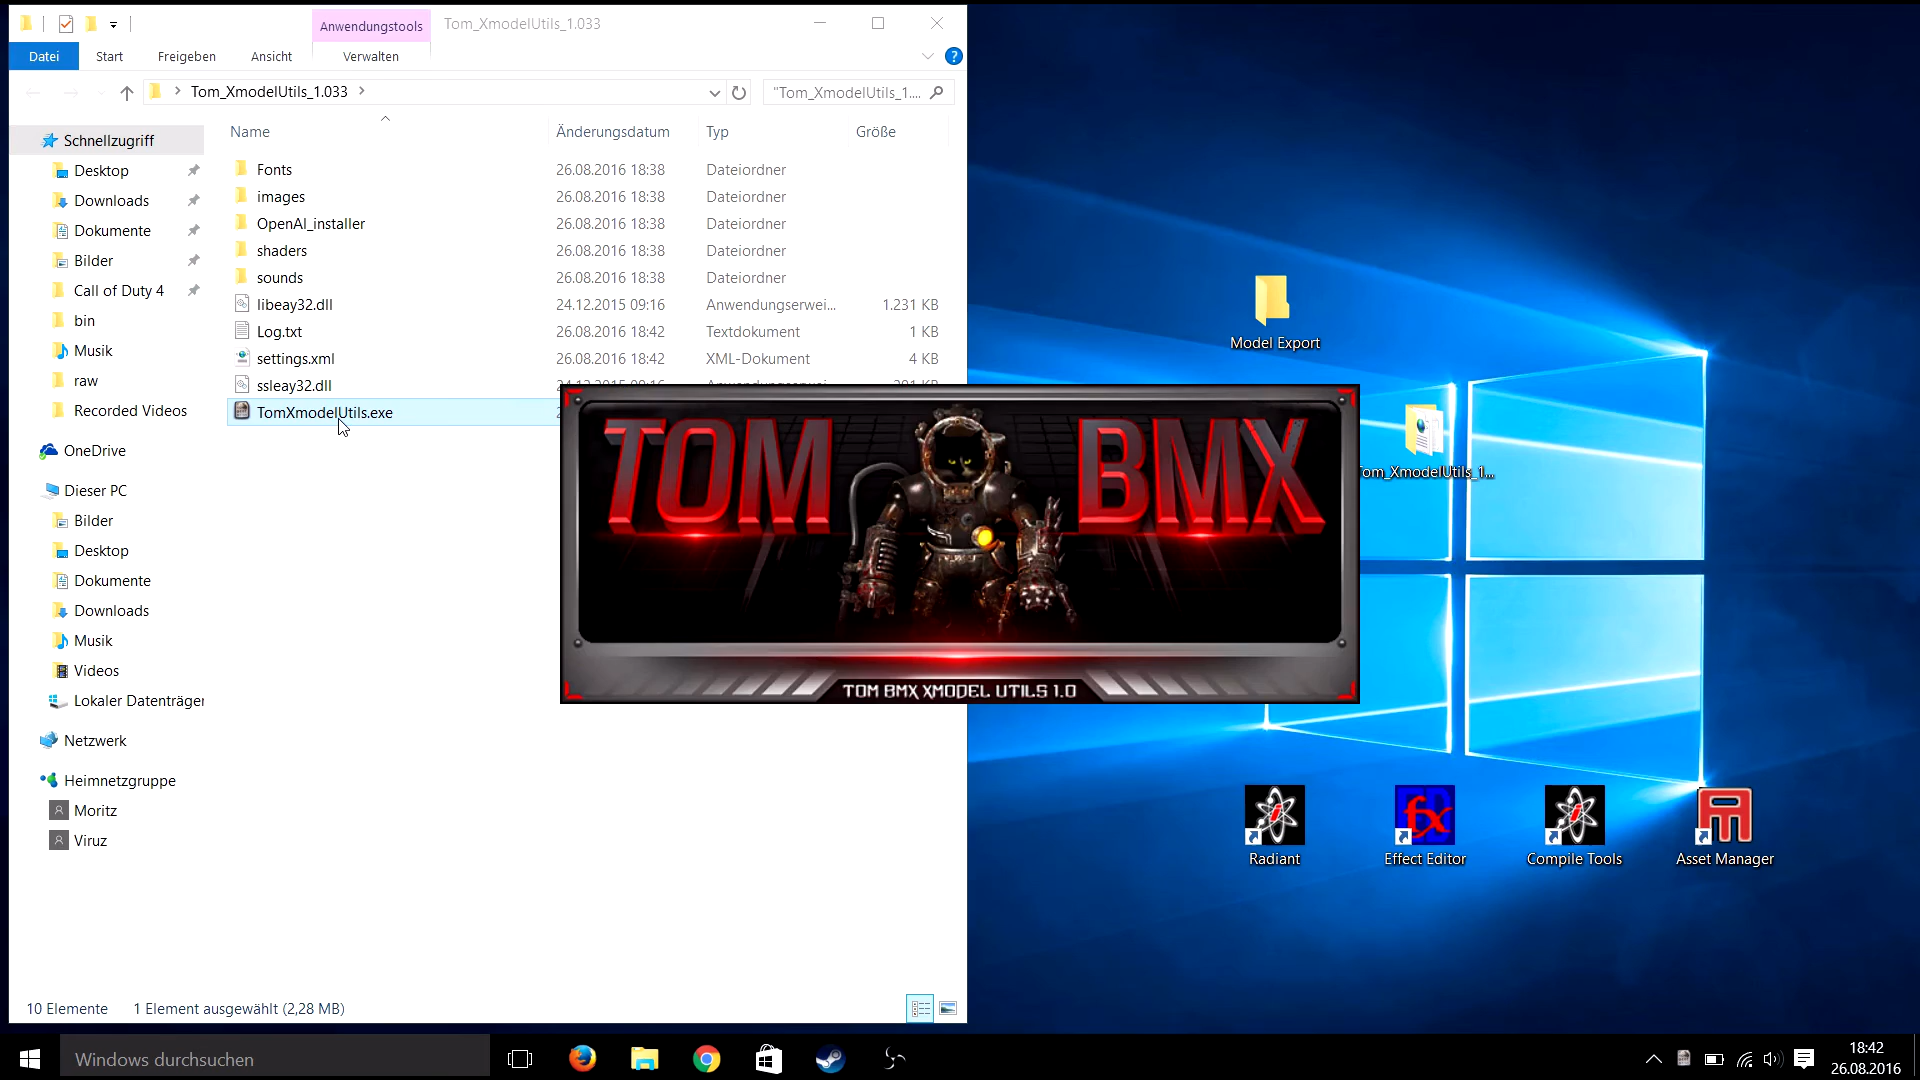 Anwendungstools
Tom_XmodelUtils_1.033
Datei
Start
Freigeben
Ansicht
Verwalten
Tom_XmodelUtils_1.033
"Tom_XmodelUtils_1....
Name
Änderungsdatum
Typ
Größe
Schnellzugriff
Desktop
Downloads
Dokumente
Bilder
Call of Duty 4
bin
Musik
raw
Recorded Videos
OneDrive
Dieser PC
Bilder
Desktop
Dokumente
Downloads
Musik
Videos
Lokaler Datenträger
Netzwerk
Heimnetzgruppe
Moritz
Viruz
Fonts 26.08.2016 18:38 Dateiordner
images 26.08.2016 18:38 Dateiordner
OpenAl_installer 26.08.2016 18:38 Dateiordner
shaders 26.08.2016 18:38 Dateiordner
sounds 26.08.2016 18:38 Dateiordner
libeay32.dll 24.12.2015 09:16 Anwendungserwei... 1.231 KB
Log.txt 26.08.2016 18:42 Textdokument 1 KB
settings.xml 26.08.2016 18:42 XML-Dokument 4 KB
ssleay32.dll
TomXmodelUtils.exe
TOM BMX
TOM BMX XMODEL UTILS 1.0
Model Export
Tom_XmodelUtils_1...
Radiant
Effect Editor
Compile Tools
Asset Manager
10 Elemente
1 Element ausgewählt (2,28 MB)
Windows durchsuchen
18:42
26.08.2016